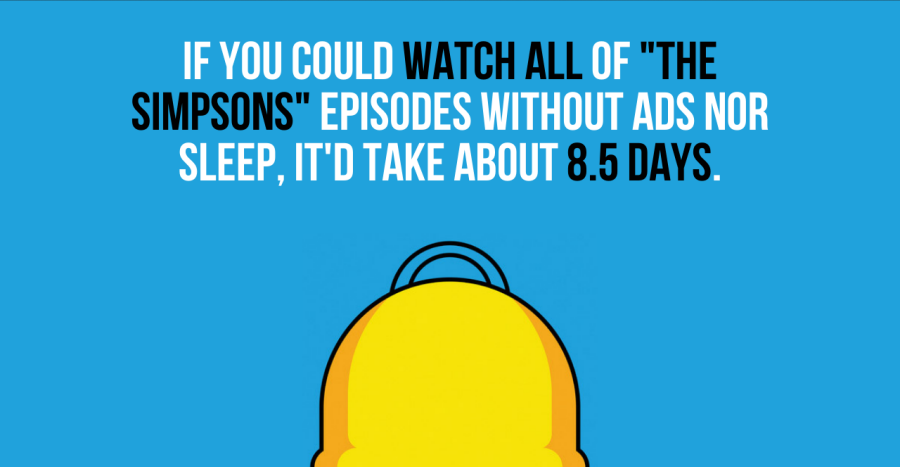 IF YOU COULD WATCH ALL OF "THE
SIMPSONS" EPISODES WITHOUT ADS NOR
SLEEP, IT'D TAKE ABOUT 8.5 DAYS.